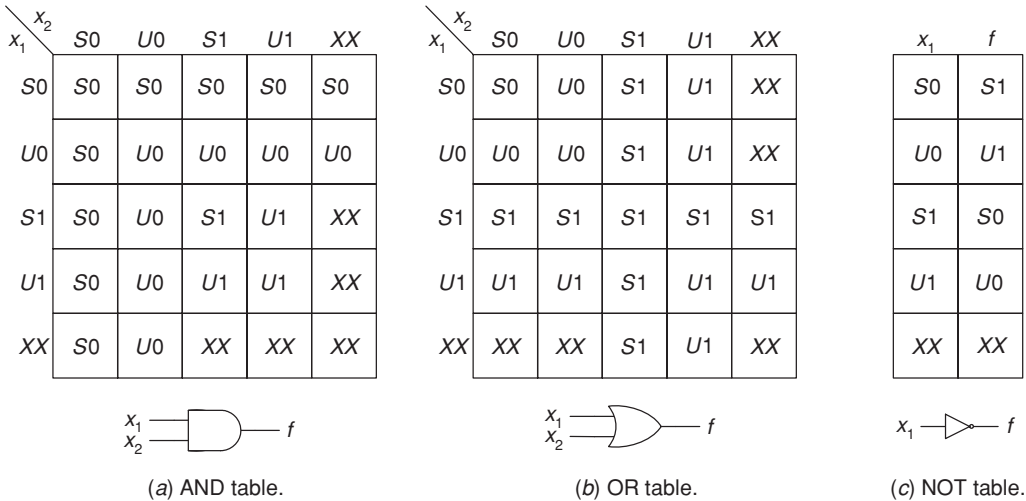 x2
x1 S0 U0 S1 U1 XX
S0 S0 S0 S0 S0 S0
U0 S0 U0 U0 U0 U0
S1 S0 U0 S1 U1 XX
U1 S0 U0 U1 U1 XX
XX S0 U0 XX XX XX
x1
x2
f
(a) AND table.
x2
x1 S0 U0 S1 U1 XX
S0 S0 U0 S1 U1 XX
U0 U0 U0 S1 U1 XX
S1 S1 S1 S1 S1 S1
U1 U1 U1 S1 U1 U1
XX XX XX S1 U1 XX
x1
x2
f
(b) OR table.
x1 f
S0 S1
U0 U1
S1 S0
U1 U0
XX XX
x1 f
(c) NOT table.